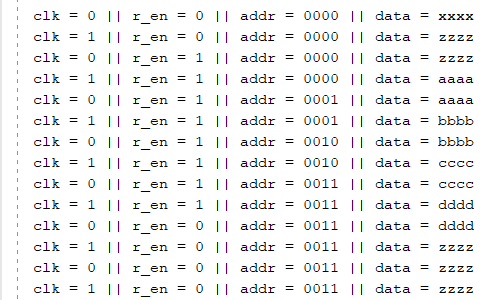 clk = 0 || r_en = 0 || addr = 0000 || data = xxxx
clk = 1 || r_en = 0 || addr = 0000 || data = zzzz
clk = 0 || r_en = 1 || addr = 0000 || data = zzzz
clk = 1 || r_en = 1 || addr = 0000 || data = aaaa
clk = 0 || r_en = 1 || addr = 0001 || data = aaaa
clk = 1 || r_en = 1 || addr = 0001 || data = bbbb
clk = 0 || r_en = 1 || addr = 0010 || data = bbbb
clk = 1 || r_en = 1 || addr = 0010 || data = cccc
clk = 0 || r_en = 1 || addr = 0011 || data = cccc
clk = 1 || r_en = 1 || addr = 0011 || data = dddd
clk = 0 || r_en = 0 || addr = 0011 || data = dddd
clk = 1 || r_en = 0 || addr = 0011 || data = zzzz
clk = 0 || r_en = 0 || addr = 0011 || data = zzzz
clk = 1 || r_en = 0 || addr = 0011 || data = zzzz